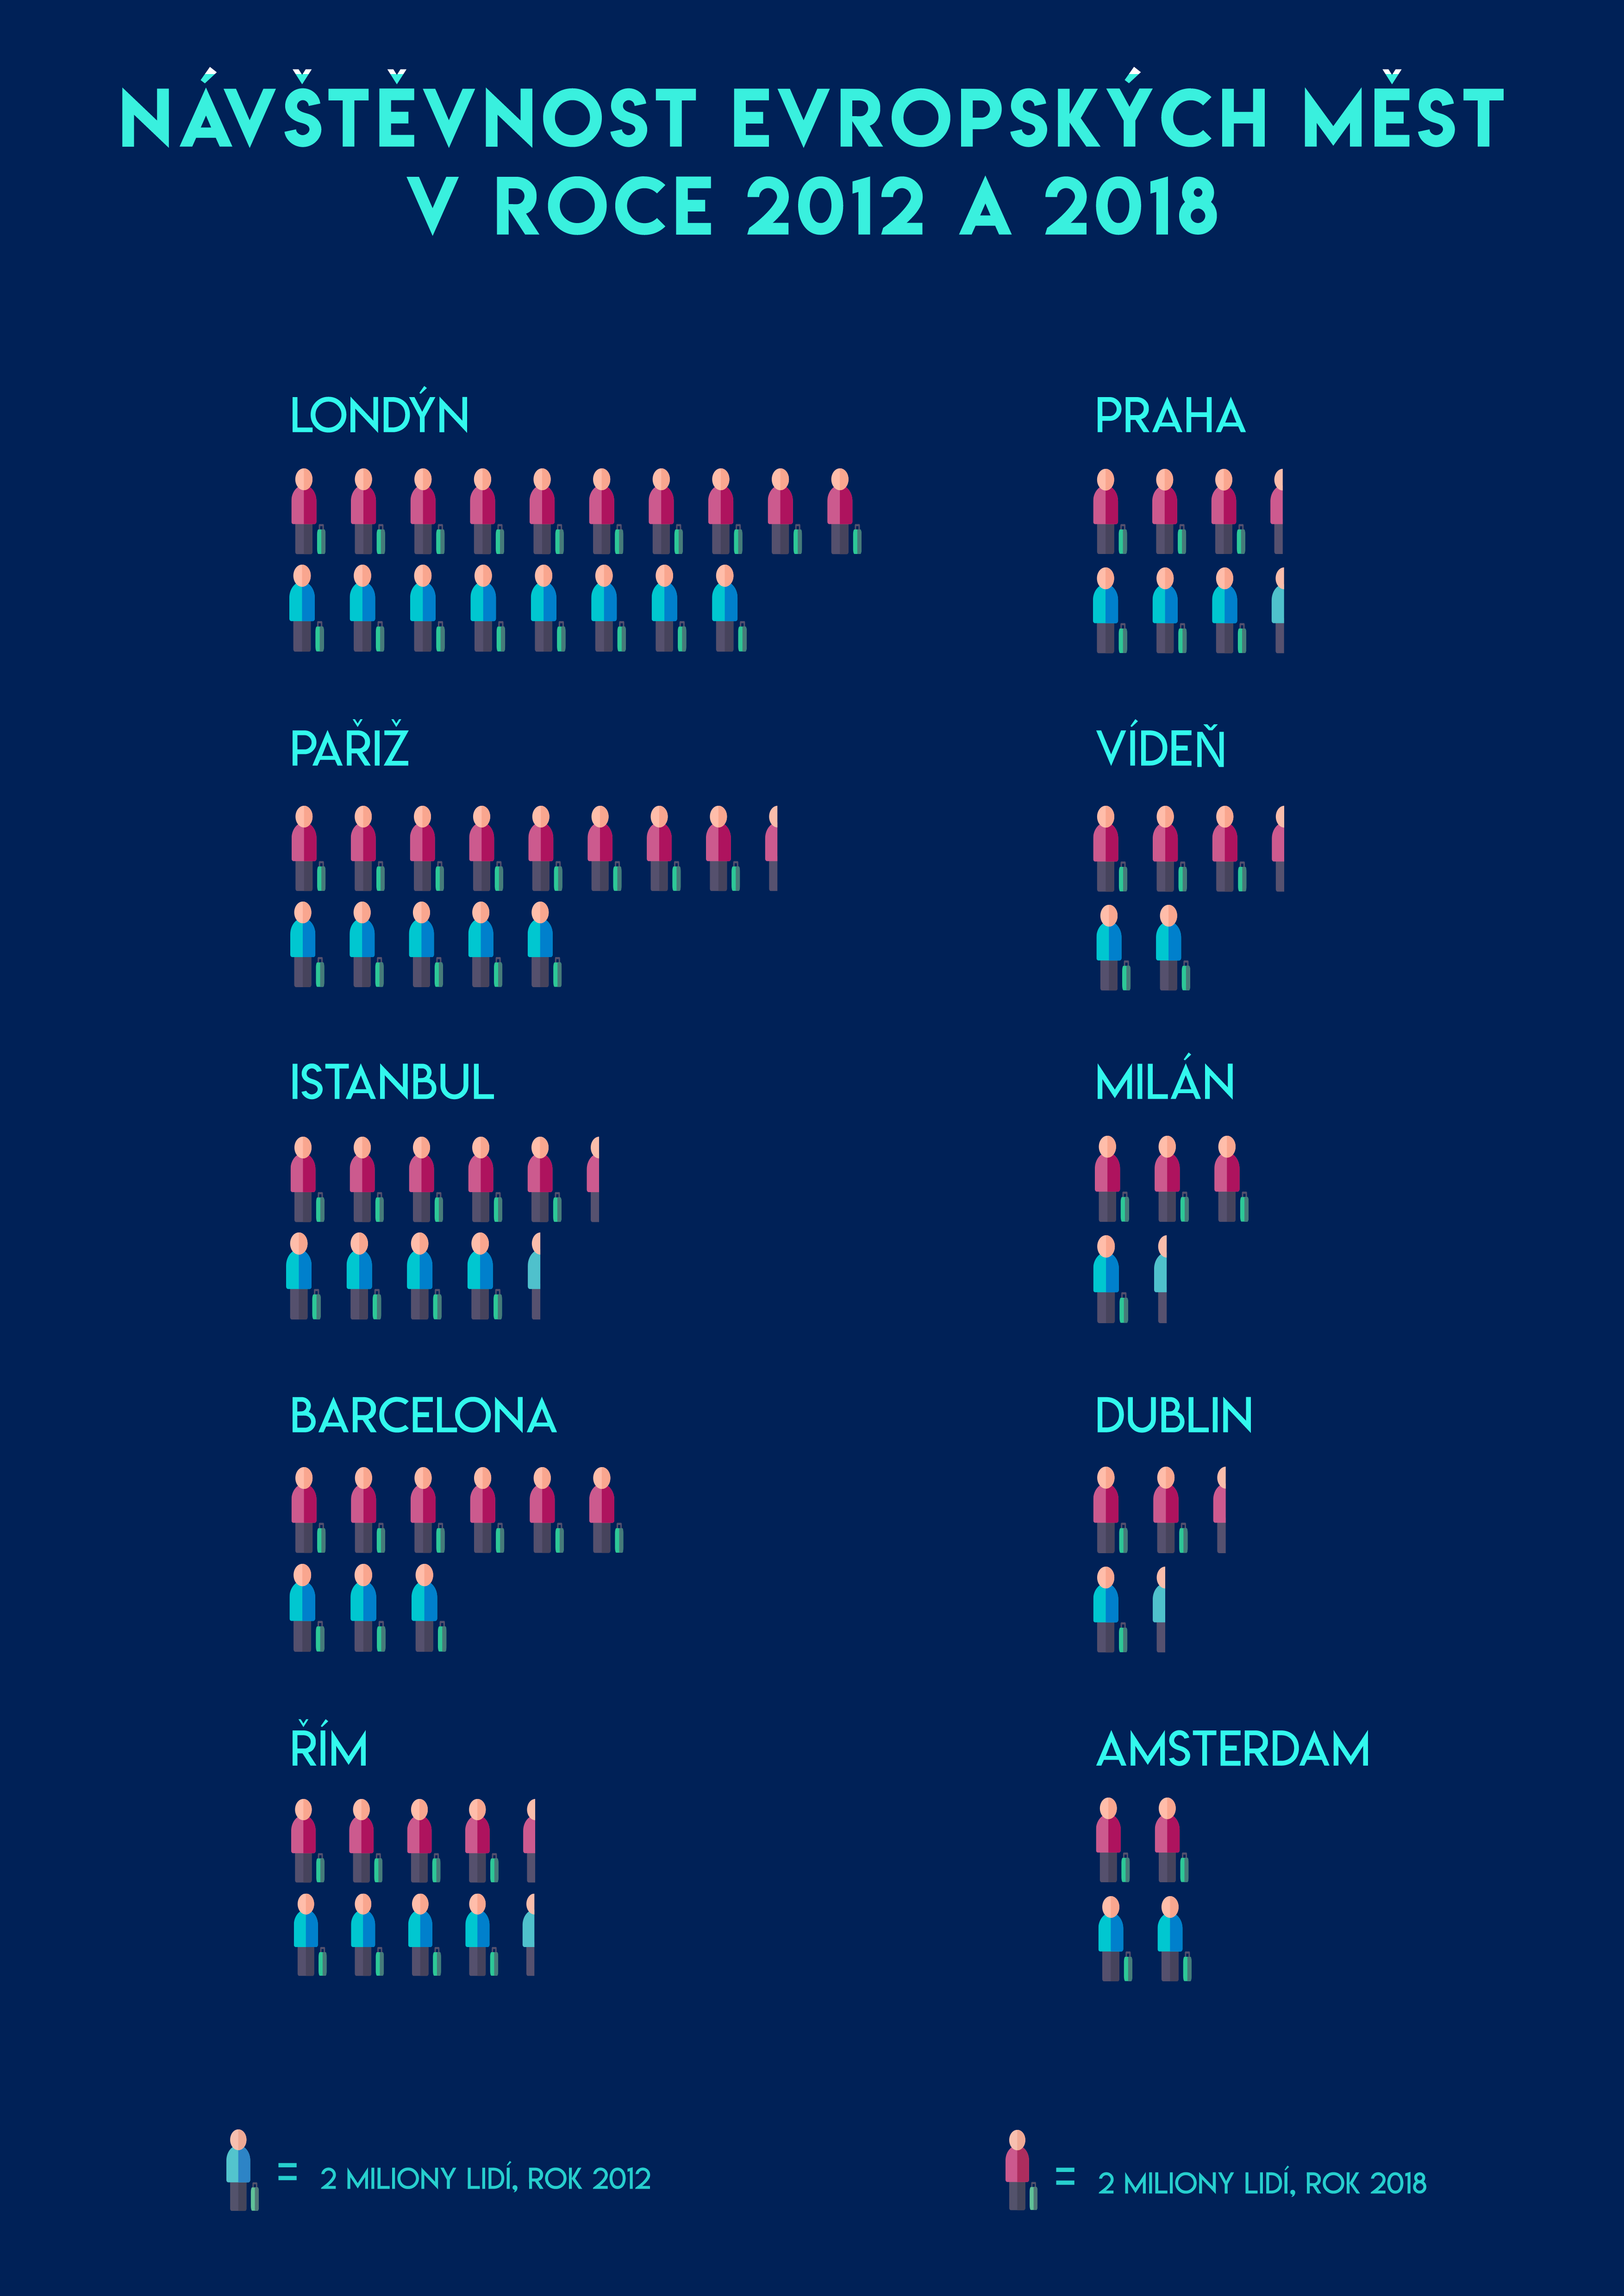 NÁVŠTĚVNOST EVROPSKÝCH MĚST
V ROCE 2012 A 2018
LONDÝN
PRAHA
PAŘIŽ
VÍDEŇ
ISTANBUL
MILÁN
BARCELONA
DUBLIN
ŘÍM
AMSTERDAM
= 2 MILIONY LIDÍ, ROK 2012
= 2 MILIONY LIDÍ, ROK 2018